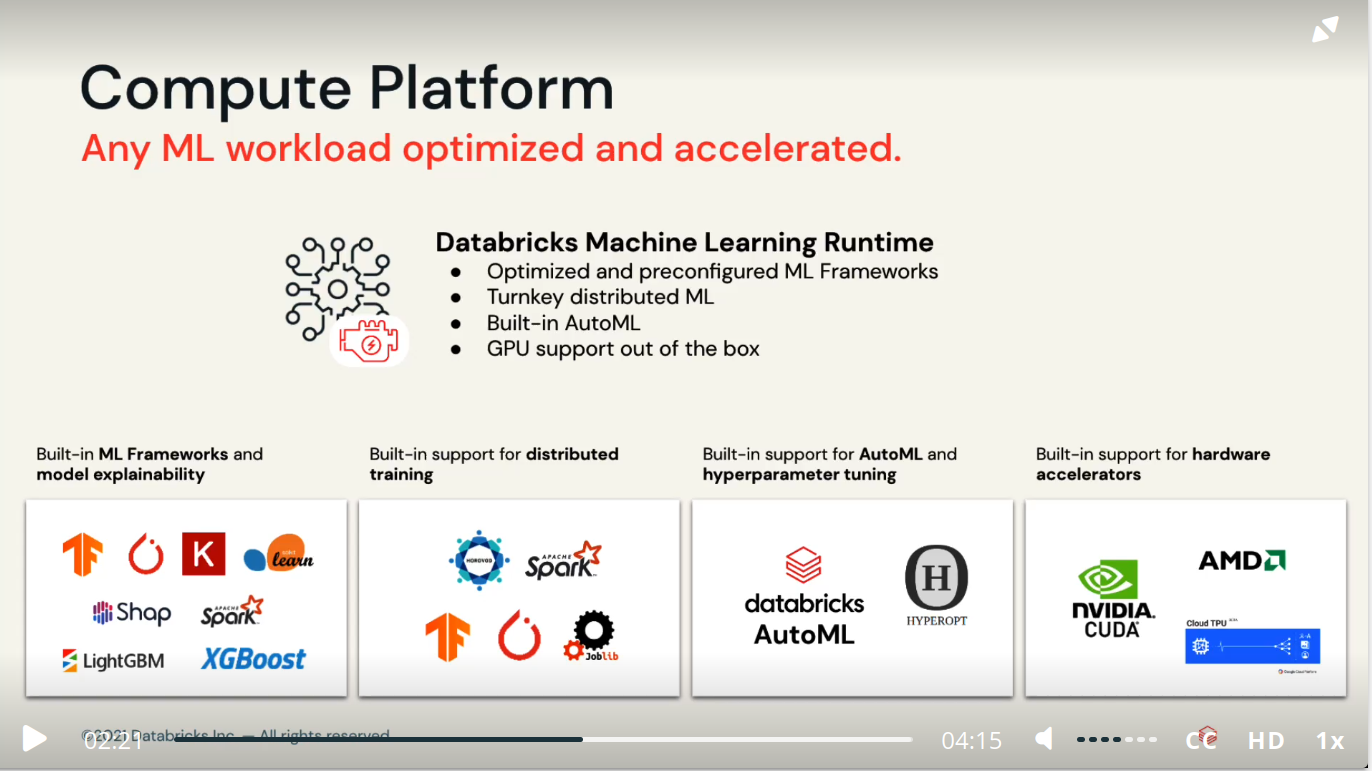 Compute Platform
Any ML workload optimized and accelerated.
Databricks Machine Learning Runtime
● Optimized and preconfigured ML Frameworks
● Turnkey distributed ML
● Built-in AutoML
● GPU support out of the box
Built-in ML Frameworks and
model explainability
Built-in support for distributed
training
Built-in support for AutoML and
hyperparameter tuning
Built-in support for hardware
accelerators
K
learn
Shap
APACHE
Spark
LightGBM
XGBoost
HOROVOD
APACHE
Spark
Joblib
databricks
AutoML
H
HYPEROPT
NVIDIA.
CUDA
AMD
Cloud TPU
Google Cloud Platform
©2021 Databricks Inc. — All rights reserved
02:21
04:15
CC
HD
1x